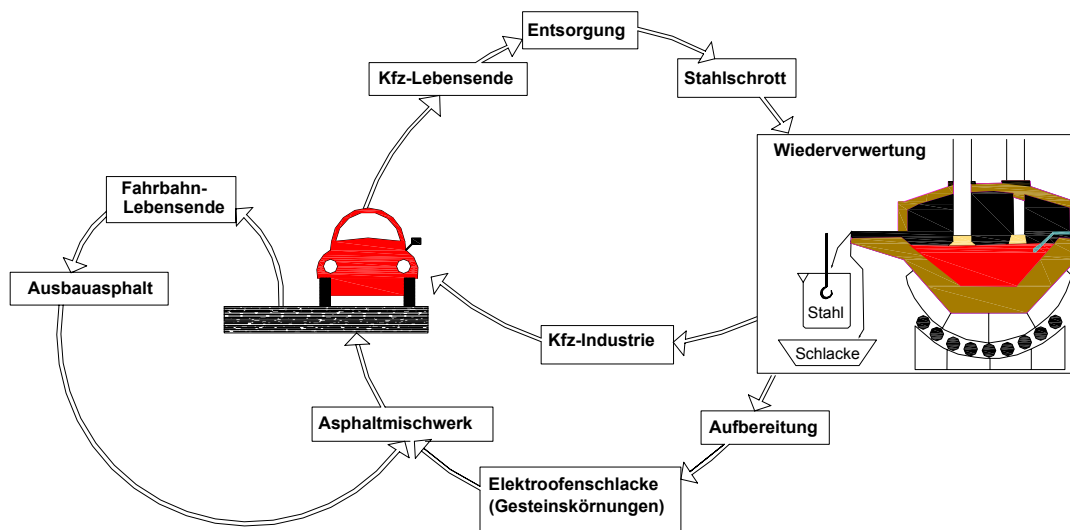 Entsorgung
Kfz-Lebensende
Stahlschrott
Wiederverwertung
Fahrbahn-
Lebensende
Ausbauasphalt
Stahl
Schlacke
Kfz-Industrie
Asphaltmischwerk
Aufbereitung
Elektroofenschlacke
(Gesteinskörnungen)